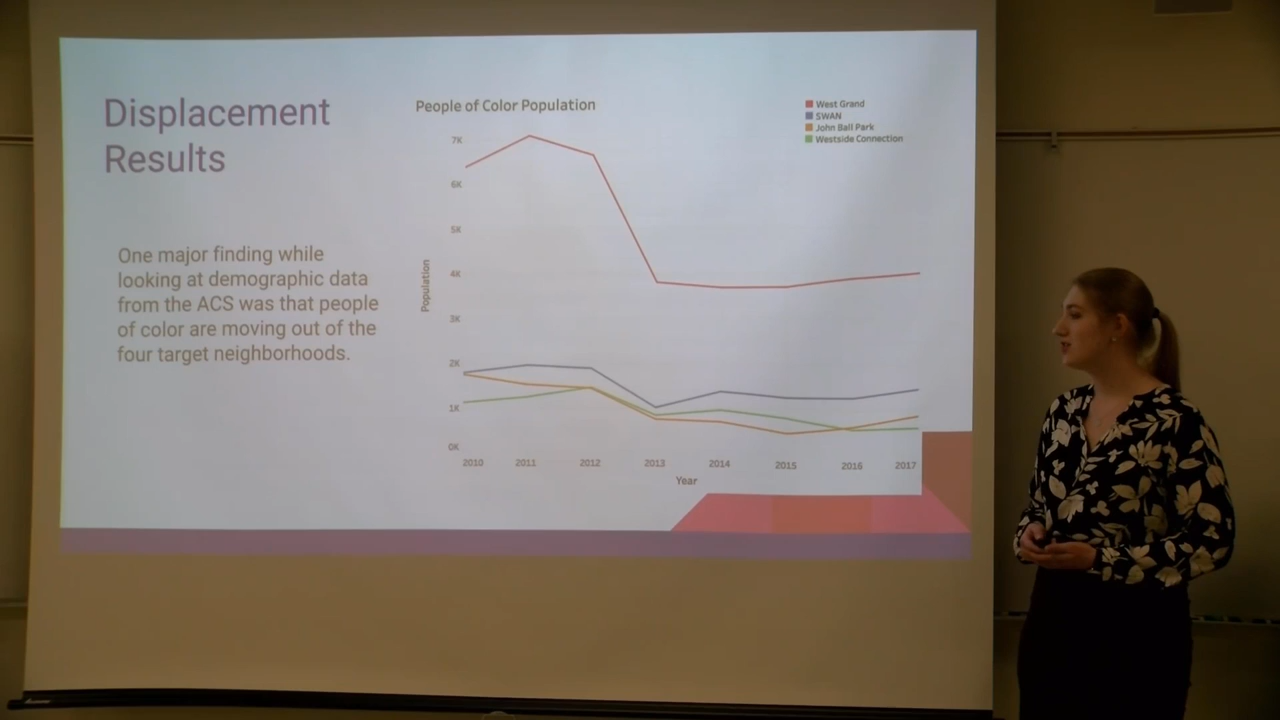 Displacement
Results
One major finding while
looking at demographic data
from the ACS was that people
of color are moving out of the
four target neighborhoods.
People of Color Population
West Grand
SWAN
John Ball Park
Westside Connection
Population
7K
6K
5K
4K
3K
2K
1K
0K
2010 2011 2012 2013 2014 2015 2016 2017
Year